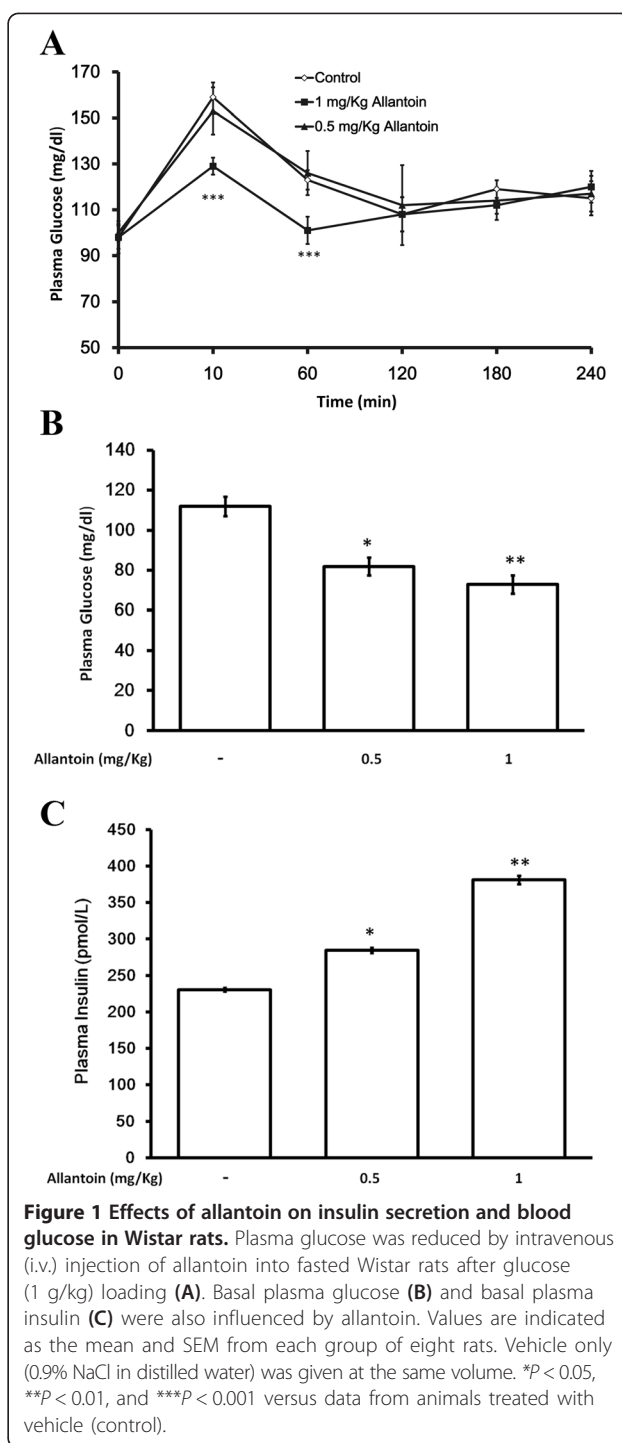 A
Control
1 mg/Kg Allantoin
0.5 mg/Kg Allantoin
Plasma Glucose (mg/dl)
170
150
130
110
90
70
50
***
***
0 10 60 120 180 240
Time (min)
B
Plasma Glucose (mg/dl)
140
120
100
80
60
40
20
0
*
**
Allantoin (mg/Kg) - 0.5 1
C
Plasma Insulin (pmol/L)
450
400
350
300
250
200
150
100
50
0
*
**
Allantoin (mg/Kg) - 0.5 1
Figure 1 Effects of allantoin on insulin secretion and blood
glucose in Wistar rats. Plasma glucose was reduced by intravenous
(i.v.) injection of allantoin into fasted Wistar rats after glucose
(1 g/kg) loading (A). Basal plasma glucose (B) and basal plasma
insulin (C) were also influenced by allantoin. Values are indicated
as the mean and SEM from each group of eight rats. Vehicle only
(0.9% NaCl in distilled water) was given at the same volume. *P < 0.05,
**P < 0.01, and ***P < 0.001 versus data from animals treated with
vehicle (control).